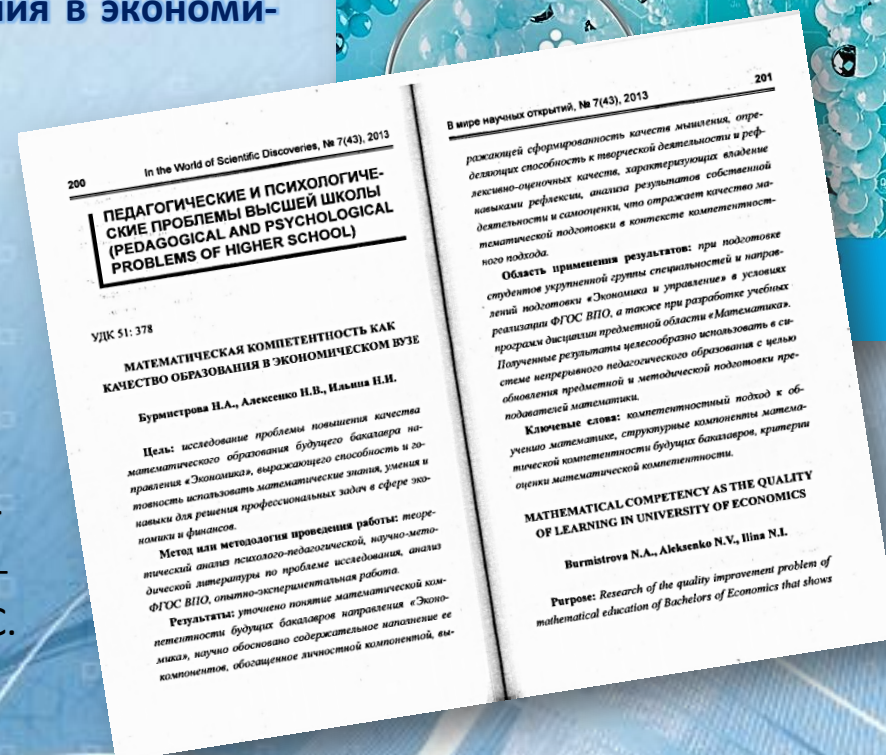 ния в экономи-
200
In the World of Scientific Discoveries, № 7(43), 2013
ПЕДАГОГИЧЕСКИЕ И ПСИХОЛОГИЧЕ-
СКИЕ ПРОБЛЕМЫ ВЫСШЕЙ ШКОЛЫ
(PEDAGOGICAL AND PSYCHOLOGICAL
PROBLEMS OF HIGHER SCHOOL)
УДК 51: 378
МАТЕМАТИЧЕСКАЯ КОМПЕТЕНТНОСТЬ КАК
КАЧЕСТВО ОБРАЗОВАНИЯ В ЭКОНОМИЧЕСКОМ ВУЗЕ
Бурмистрова Н.А., Алексенко Н.В., Ильина Н.И.
Цель: исследование проблемы повышения качества
математического образования будущего бакалавра на-
правления «Экономика», выражающего способность и го-
товность использовать математические знания, умения и
навыки для решения профессиональных задач в сфере эко-
номики и финансов.
Метод или методология проведения работы: теоре-
тический анализ психолого-педагогической, научно-мето-
дической литературы по проблеме исследования, анализ
ФГОС ВПО, опытно-экспериментальная работа.
Результаты: уточнено понятие математической ком-
петентности будущих бакалавров направления «Эконо-
мика», научно обосновано содержательное наполнение ее
компонентов, обогащенное личностной компонентой, вы-
В мире научных открытий, № 7(43), 2013
201
ражающей сформированность качеств мышления, опре-
деляющих способность к творческой деятельности и реф-
лексивно-оценочных качеств, характеризующих владение
навыками рефлексии, анализа результатов собственной
деятельности и самооценки, что отражает качество ма-
тематической подготовки в контексте компетентност-
ного подхода.
Область применения результатов: при подготовке
студентов укрупненной группы специальностей и направ-
лений подготовки «Экономика и управление» в условиях
реализации ФГОС ВПО, а также при разработке учебных
программ дисциплин предметной области «Математика».
Полученные результаты целесообразно использовать в си-
стеме непрерывного педагогического образования с целью
обновления предметной и методической подготовки пре-
подавателей математики.
Ключевые слова: компетентностный подход к об-
учению математике, структурные компоненты матема-
тической компетентности будущих бакалавров, критерии
оценки математической компетентности.
MATHEMATICAL COMPETENCY AS THE QUALITY
OF LEARNING IN UNIVERSITY OF ECONOMICS
Burmistrova N.A., Aleksenko N.V., Ilina N.I.
Purpose: Research of the quality improvement problem of
mathematical education of Bachelors of Economics that shows
С.